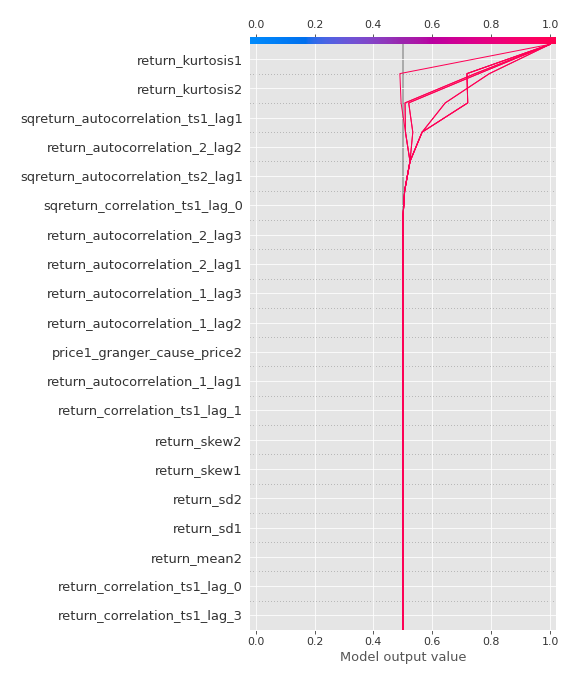 0.0 0.2 0.4 0.6 0.8 1.0
return_kurtosis1
return_kurtosis2
sqreturn_autocorrelation_ts1_lag1
return_autocorrelation_2_lag2
sqreturn_autocorrelation_ts2_lag1
sqreturn_correlation_ts1_lag_0
return_autocorrelation_2_lag3
return_autocorrelation_2_lag1
return_autocorrelation_1_lag3
return_autocorrelation_1_lag2
price1_granger_cause_price2
return_autocorrelation_1_lag1
return_correlation_ts1_lag_1
return_skew2
return_skew1
return_sd2
return_sd1
return_mean2
return_correlation_ts1_lag_0
return_correlation_ts1_lag_3
0.0 0.2 0.4 0.6 0.8 1.0
Model output value